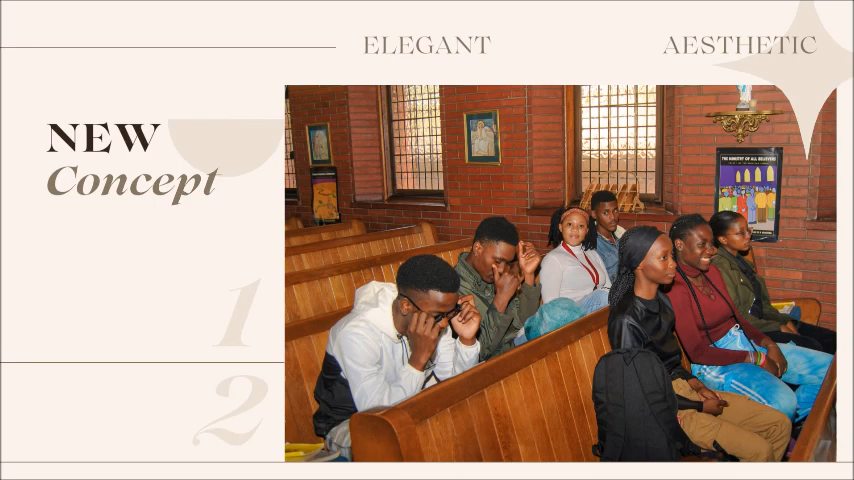 ELEGANT
AESTHETIC
NEW
Concept
1
2
THE MINISTRY OF ALL BELIEVERS